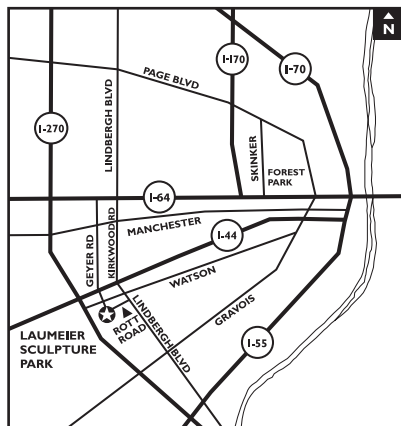 N
I-170
I-70
PAGE BLVD
I-270
LINDBERGH BLVD
SKINKER
FOREST
PARK
I-64
MANCHESTER
GEYER RD
KIRKWOOD RD
I-44
WATSON
LINDBERGH BLVD
ROTT
ROAD
GRAVOIS
LAUMEIER
SCULPTURE
PARK
I-55